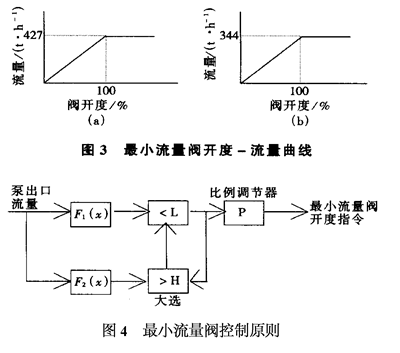 流量/(t·h⁻¹)
427
100
阀开度/%
(a)
流量/(t·h⁻¹)
344
100
阀开度/%
(b)
图3 最小流量阀开度-流量曲线
泵出口
流量
F₁(x)
<L
比例调节器
P
最小流量阀
开度指令
F₂(x)
>H
大选
图4 最小流量阀控制原则